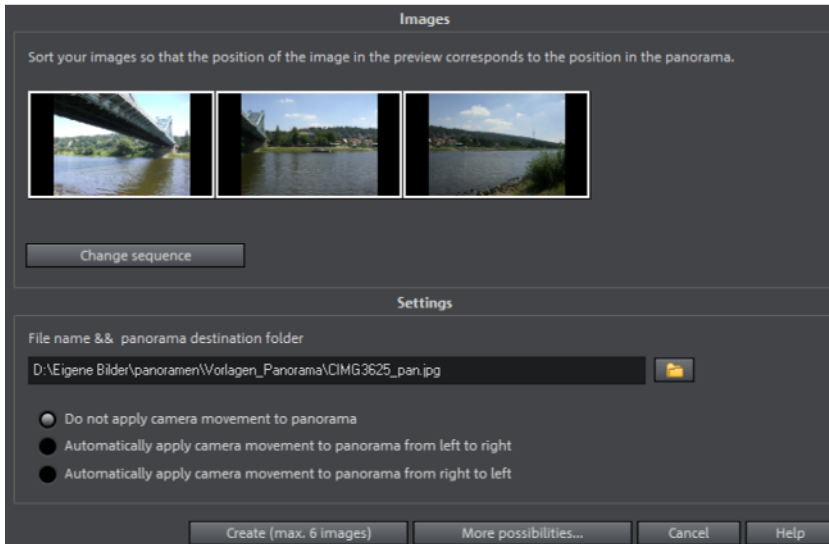 Images
Sort your images so that the position of the image in the preview corresponds to the position in the panorama.
Change sequence
Settings
File name && panorama destination folder
D:\Eigene Bilder\panoramen\Vorlagen_Panorama\CIMG3625_pan.jpg
Do not apply camera movement to panorama
Automatically apply camera movement to panorama from left to right
Automatically apply camera movement to panorama from right to left
Create (max. 6 images)
More possibilities...
Cancel
Help